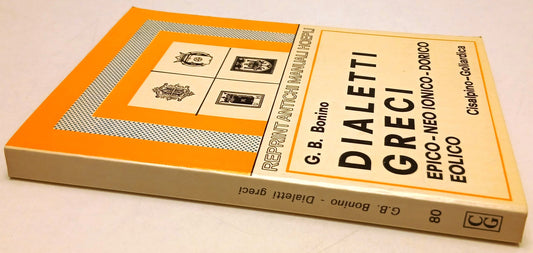 REPRINT ANTICHI MANUALI HOEPLI
G. B. Bonino
DIALETTI
GRECI
EPICO-NEO IONICO-DORICO
EOLICO
Cisalpino-Goliardica
G.B. Bonino - Dialetti greci
80
CG